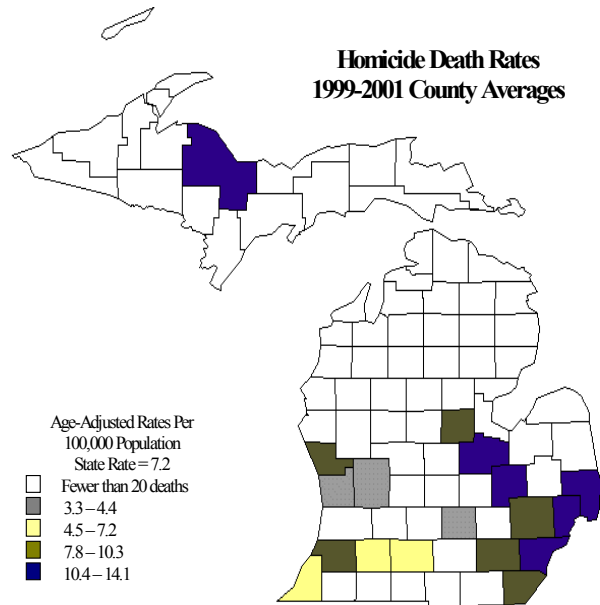 Homicide Death Rates
1999-2001 County Averages
Age-Adjusted Rates Per
100,000 Population
State Rate = 7.2
Fewer than 20 deaths
3.3 – 4.4
4.5 – 7.2
7.8 – 10.3
10.4 – 14.1